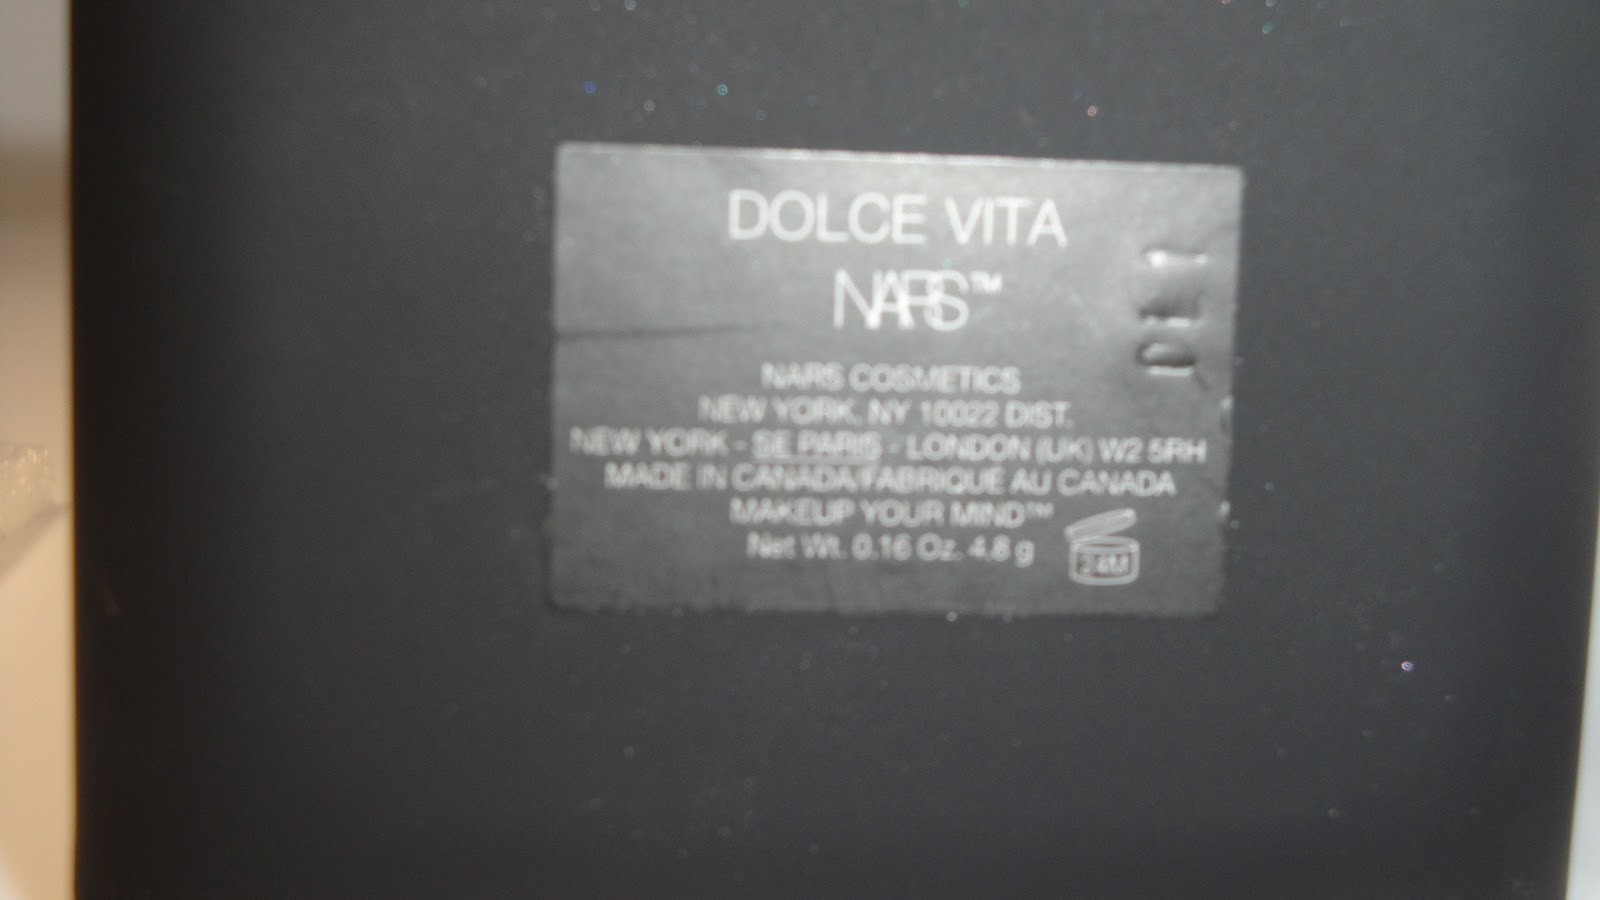 DOLCE VITA
NARS™
NARS COSMETICS
NEW YORK, NY 10022 DIST.
NEW YORK - SE PARIS - LONDON (UK) W2 5RH
MADE IN CANADA/FABRIQUÉ AU CANADA
MAKEUP YOUR MIND™
Net Wt. 0.16 Oz. 4.8 g
24M